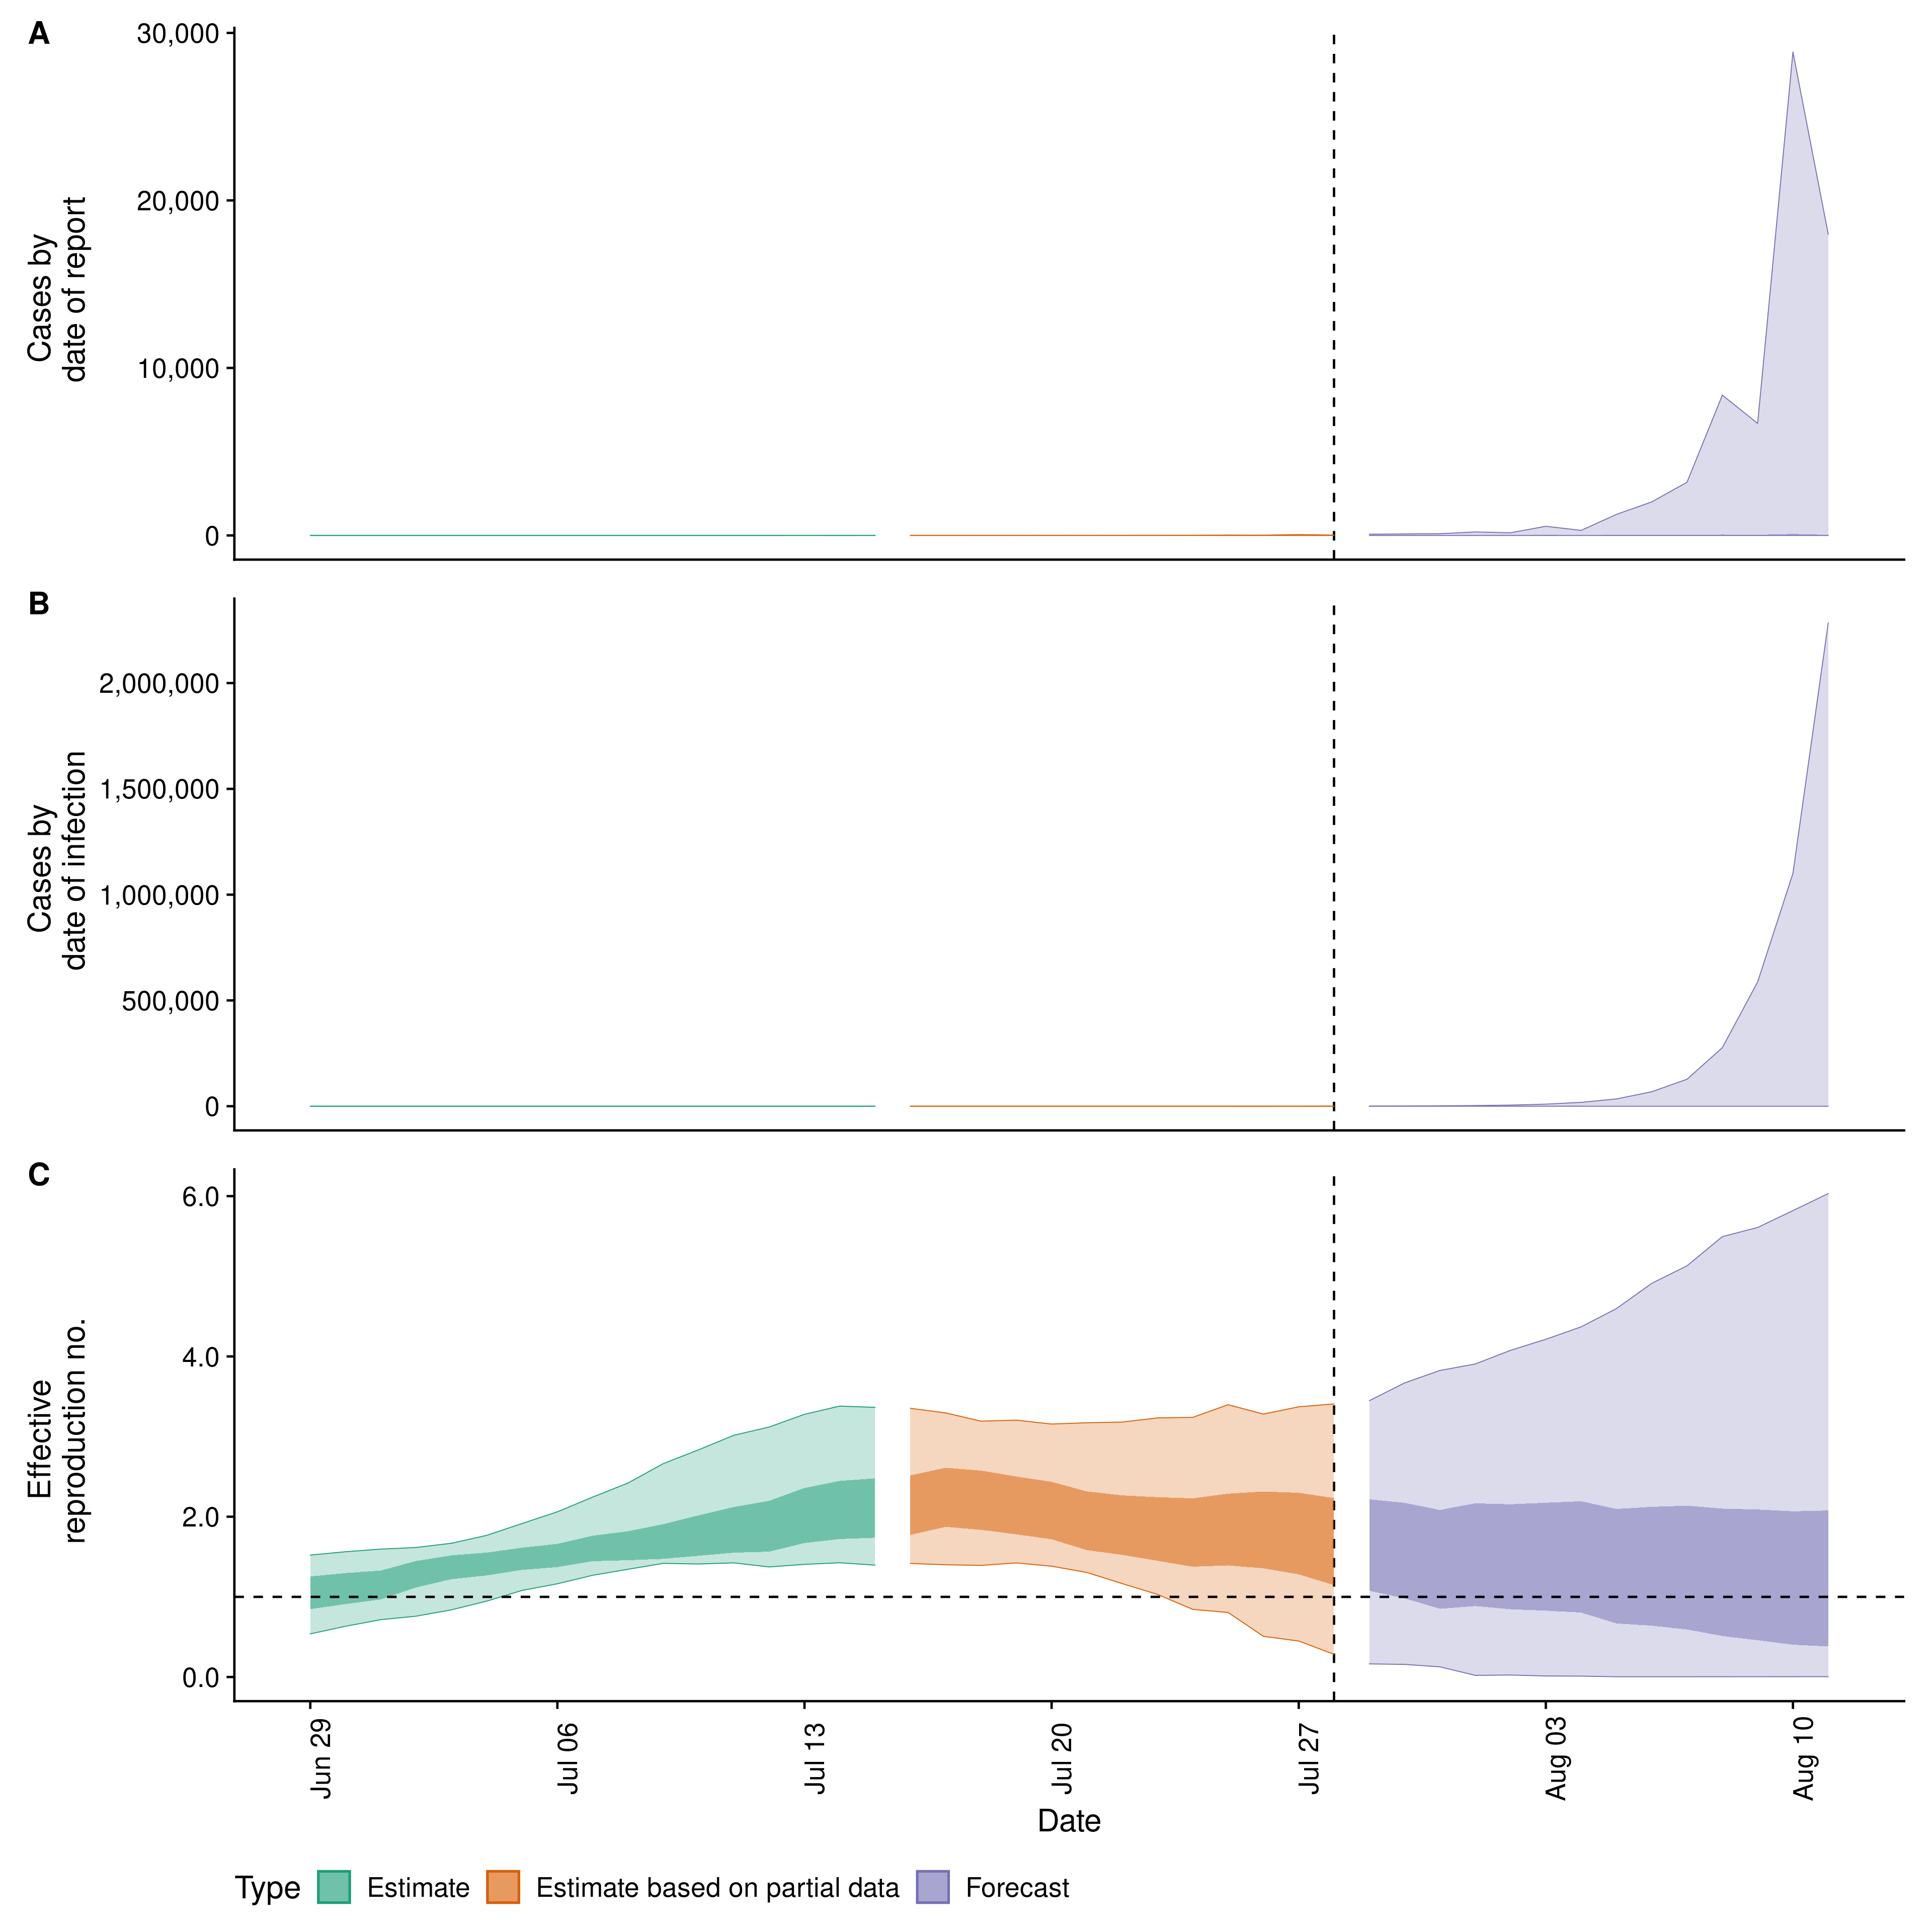 A
30,000
20,000
10,000
0
Cases by
date of report
B
2,000,000
1,500,000
1,000,000
500,000
0
Cases by
date of infection
C
6.0
4.0
2.0
0.0
Effective
reproduction no.
Jun 29
Jul 06
Jul 13
Jul 20
Jul 27
Aug 03
Aug 10
Date
Type Estimate Estimate based on partial data Forecast